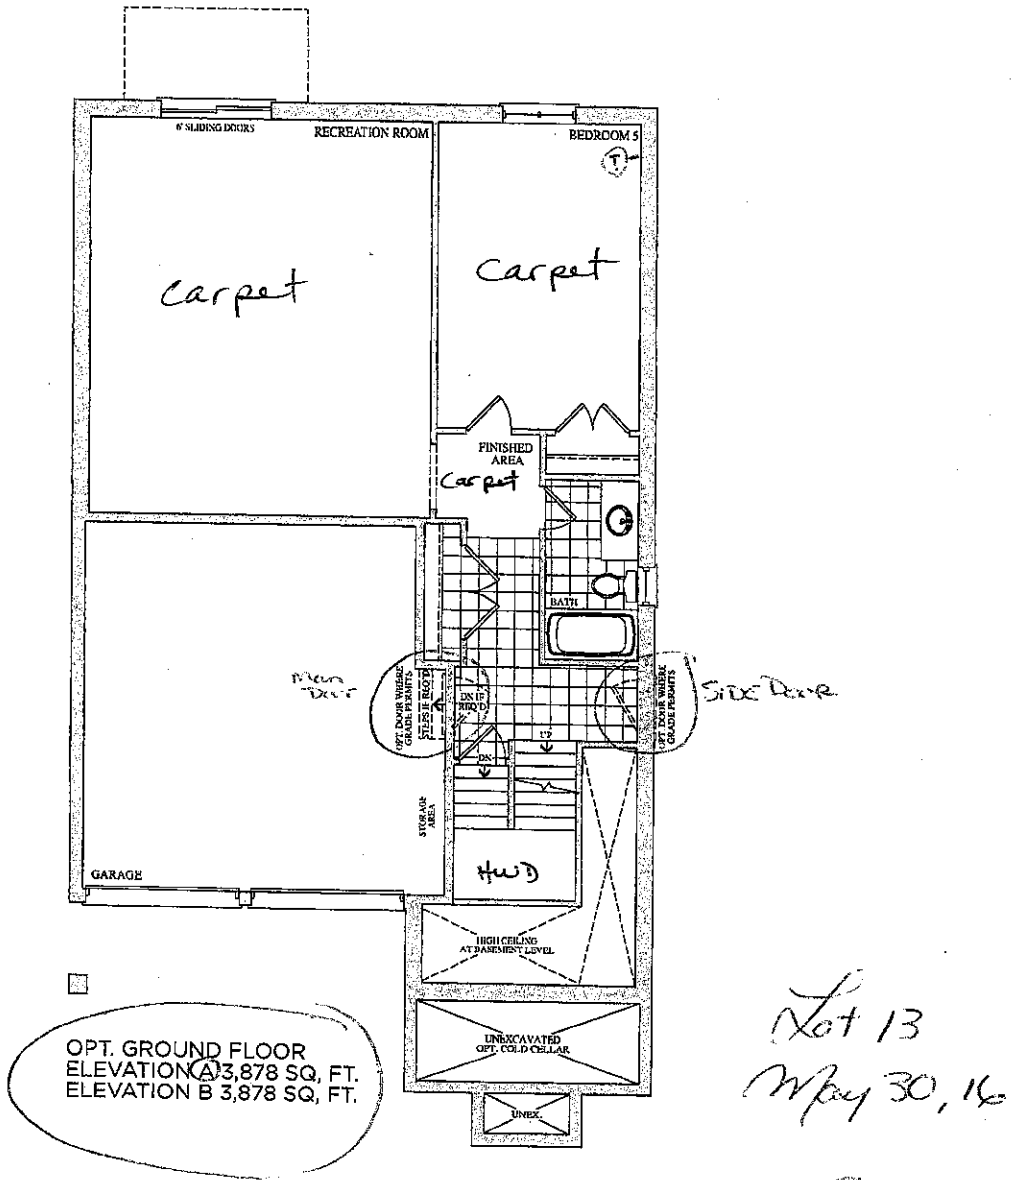 6' SLIDING DOORS
RECREATION ROOM
BEDROOM 5
T
Carpet
Carpet
FINISHED
AREA
Carpet
BATH
Man
Door
OPT. DOOR WHERE
GRADE PERMITS
STEPS IF REQ'D
DN IF
REQ'D
OPT. DOOR WHERE
GRADE PERMITS
SIDE DOOR
UP
DN
STORAGE
AREA
GARAGE
HWD
HIGH CEILING
AT BASEMENT LEVEL
UNEXCAVATED
OPT. COLD CELLAR
UNEX.
OPT. GROUND FLOOR
ELEVATION A 3,878 SQ, FT.
ELEVATION B 3,878 SQ, FT.
Lot 13
May 30, 16